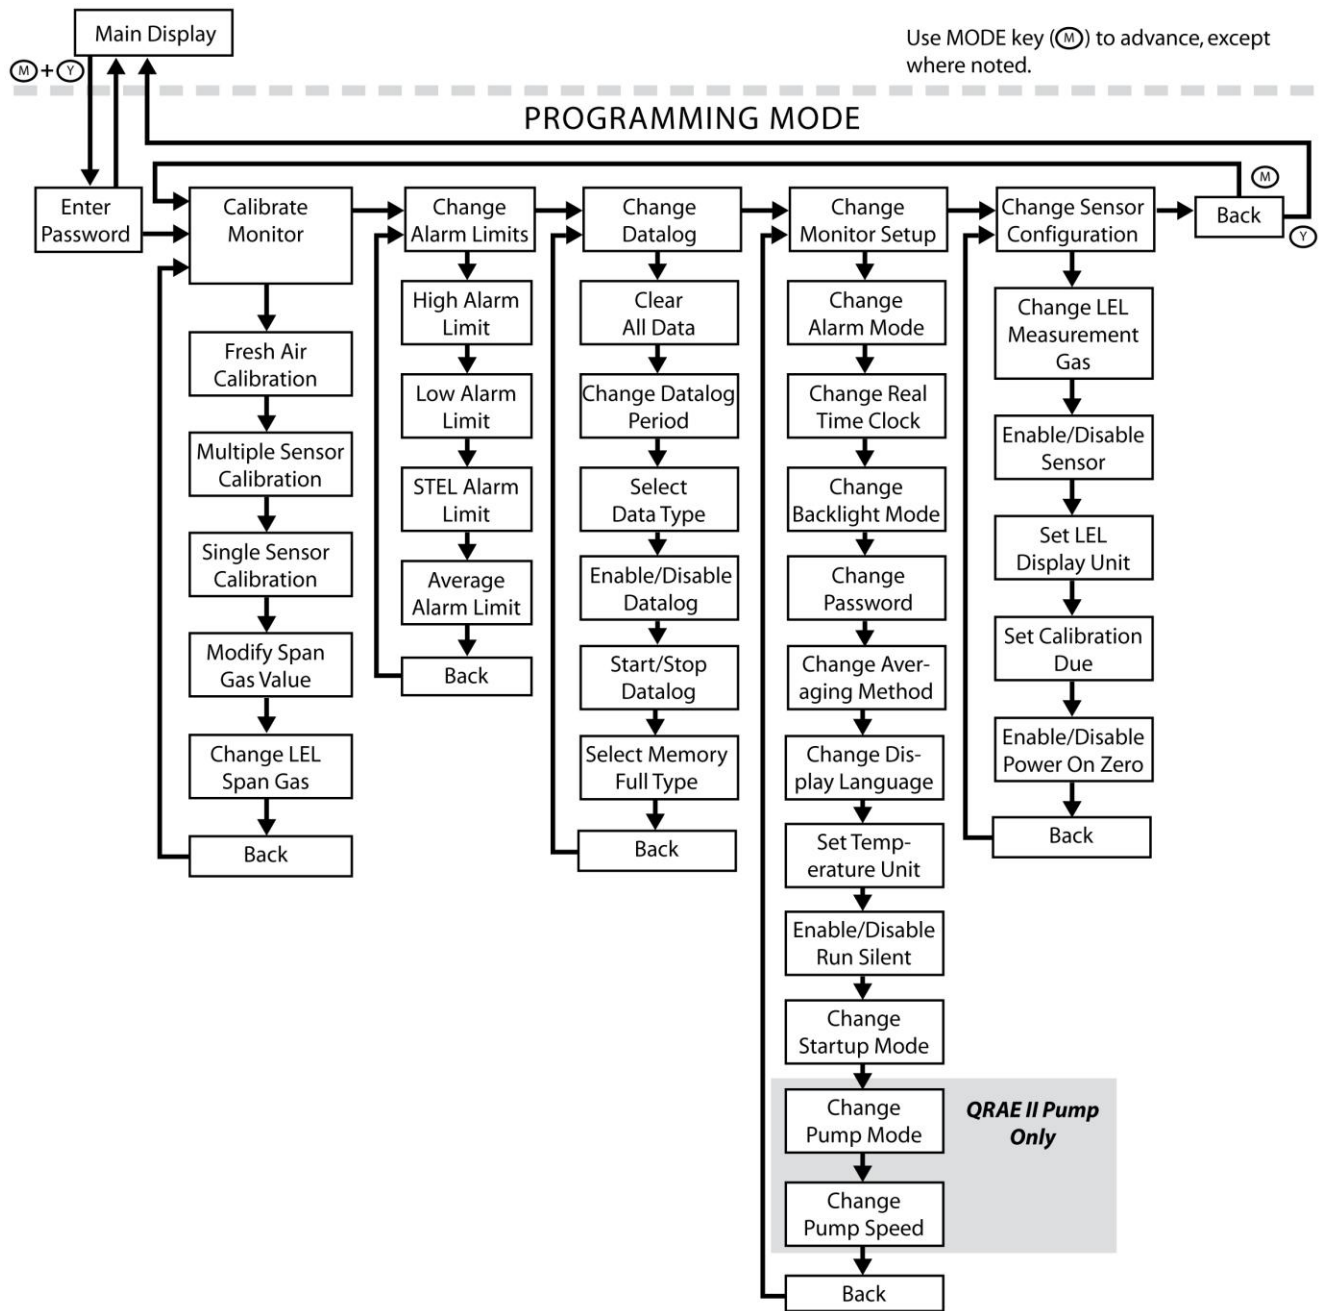 Main Display
Use MODE key (M) to advance, except
where noted.
M + Y
PROGRAMMING MODE
Enter
Password
Calibrate
Monitor
Change
Alarm Limits
Change
Datalog
Change
Monitor Setup
Change Sensor
Configuration
M
Back
Y
Fresh Air
Calibration
Multiple Sensor
Calibration
Single Sensor
Calibration
Modify Span
Gas Value
Change LEL
Span Gas
Back
High Alarm
Limit
Low Alarm
Limit
STEL Alarm
Limit
Average
Alarm Limit
Back
Clear
All Data
Change Datalog
Period
Select
Data Type
Enable/Disable
Datalog
Start/Stop
Datalog
Select Memory
Full Type
Back
Change
Alarm Mode
Change Real
Time Clock
Change
Backlight Mode
Change
Password
Change Aver-
aging Method
Change Dis-
play Language
Set Temp-
erature Unit
Enable/Disable
Run Silent
Change
Startup Mode
Change
Pump Mode
QRAE II Pump
Only
Change
Pump Speed
Back
Change LEL
Measurement
Gas
Enable/Disable
Sensor
Set LEL
Display Unit
Set Calibration
Due
Enable/Disable
Power On Zero
Back